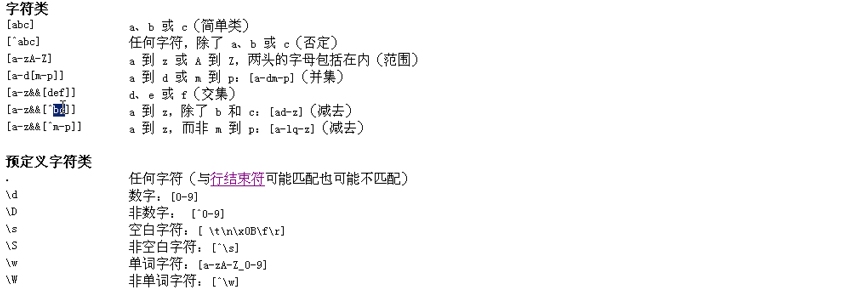 字符类
[abc] a、b 或 c（简单类）
[^abc] 任何字符，除了 a、b 或 c（否定）
[a-zA-Z] a 到 z 或 A 到 Z，两头的字母包括在内（范围）
[a-d[m-p]] a 到 d 或 m 到 p：[a-dm-p]（并集）
[a-z&&[def]] d、e 或 f（交集）
[a-z&&[^bc]] a 到 z，除了 b 和 c：[ad-z]（减去）
[a-z&&[^m-p]] a 到 z，而非 m 到 p：[a-lq-z]（减去）
预定义字符类
. 任何字符（与行结束符可能匹配也可能不匹配）
\d 数字：[0-9]
\D 非数字： [^0-9]
\s 空白字符：[ \t\n\x0B\f\r]
\S 非空白字符：[^\s]
\w 单词字符：[a-zA-Z_0-9]
\W 非单词字符：[^\w]